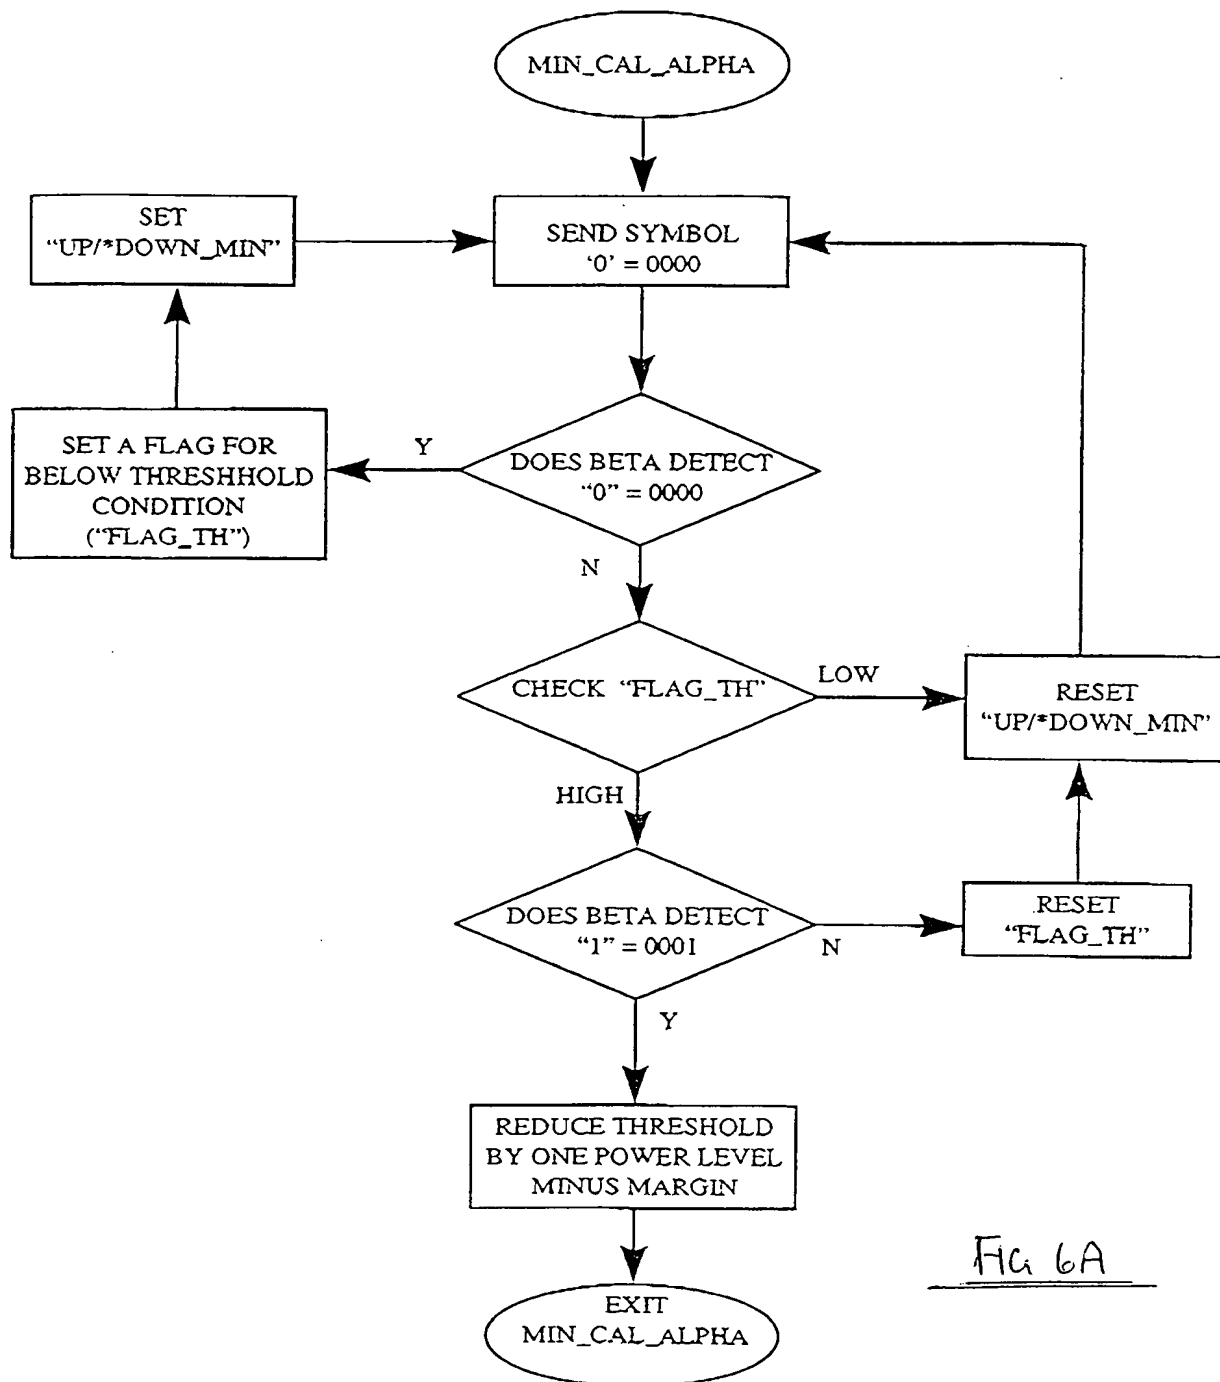 MIN_CAL_ALPHA
SET
“UP/*DOWN_MIN”
SEND SYMBOL
‘0’ = 0000
SET A FLAG FOR
BELOW THRESHHOLD
CONDITION
(“FLAG_TH”)
Y
DOES BETA DETECT
“0” = 0000
N
CHECK “FLAG_TH”
LOW
RESET
“UP/*DOWN_MIN”
HIGH
DOES BETA DETECT
“1” = 0001
N
RESET
“FLAG_TH”
Y
REDUCE THRESHOLD
BY ONE POWER LEVEL
MINUS MARGIN
EXIT
MIN_CAL_ALPHA
FIG 6A